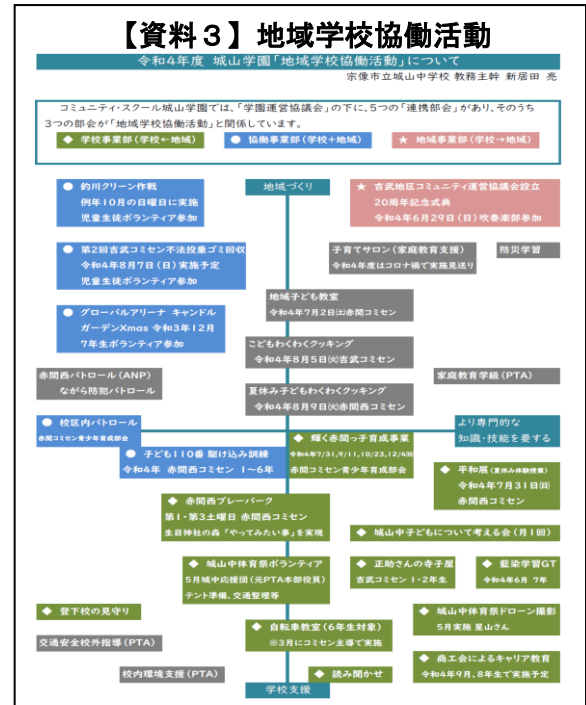 【資料3】地域学校協働活動
令和4年度 城山学園「地域学校協働活動」について
宗像市立城山中学校 教務主幹 新居田 亮
コミュニティ・スクール城山学園では、「学園運営協議会」の下に、5つの「連携部会」があり、そのうち
3つの部会が「地域学校協働活動」と関係しています。
◆ 学校事業部(学校←地域)
● 協働事業部(学校+地域)
★ 地域事業部(学校→地域)
● 釣川クリーン作戦
例年10月の日曜日に実施
児童生徒ボランティア参加
地域づくり
★ 吉武地区コミュニティ運営協議会設立
20周年記念式典
令和4年6月29日(日)吹奏楽部参加
● 第2回吉武コミセン不法投棄ゴミ回収
令和4年8月7日(日)実施予定
児童生徒ボランティア参加
子育てサロン(家庭教育支援)
令和4年度はコロナ禍で実施見送り
防災学習
地域子ども教室
令和4年7月2日㈯赤間コミセン
● グローバルアリーナ キャンドル
ガーデンXmas 令和3年12月
7年生ボランティア参加
こどもわくわくクッキング
令和4年8月5日㈫吉武コミセン
赤間西パトロール(ANP)
ながら防犯パトロール
夏休み子どもわくわくクッキング
令和4年8月9日㈫赤間西コミセン
家庭教育学級(PTA)
● 校区内パトロール
赤間コミセン青少年育成部会
より専門的な
知識・技能を要する
● 子ども110番 駆け込み訓練
令和4年 赤間西コミセン 1～6年
◆ 輝く赤間っ子育成事業
令和4年7/31,9/11,10/23,12/4㈰
赤間コミセン青少年育成部会
◆ 平和展(夏休み体験授業)
令和4年7月31日㈰
赤間西コミセン
◆ 赤間西プレーパーク
第1・第3土曜日 赤間西コミセン
生目神社の森「やってみたい事」を実現
◆ 城山中子どもについて考える会(月1回)
◆ 城山中体育祭ボランティア
5月城中応援団(元PTA本部役員)
テント準備、交通整理等
◆ 正助さんの寺子屋
吉武コミセン 1・2年生
◆ 藍染学習GT
令和4年6月 7年
◆ 登下校の見守り
◆ 城山中体育祭ドローン撮影
5月実施 星山さん
交通安全校外指導(PTA)
◆ 自転車教室(6年生対象)
※3月にコミセン主導で実施
校内環境支援(PTA)
◆ 読み聞かせ
◆ 商工会によるキャリア教育
令和4年9月、8年生で実施予定
学校支援